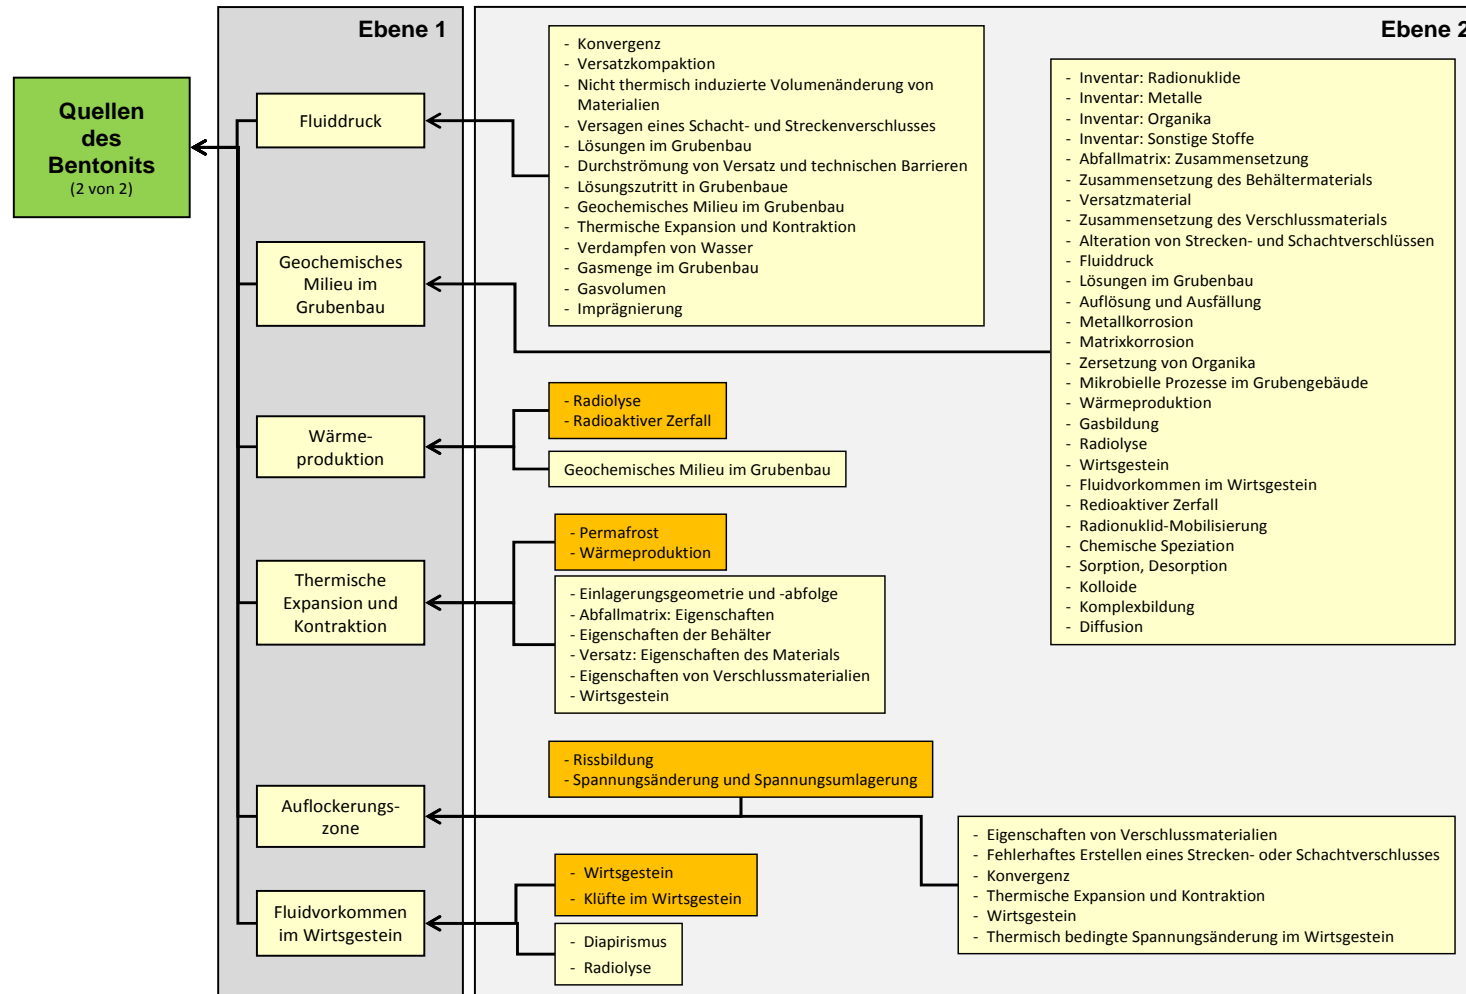 Ebene 1
Ebene 2
Quellen
des
Bentonits
(2 von 2)
Fluiddruck
- Konvergenz
- Versatzkompaktion
- Nicht thermisch induzierte Volumenänderung von
Materialien
- Versagen eines Schacht- und Streckenverschlusses
- Lösungen im Grubenbau
- Durchströmung von Versatz und technischen Barrieren
- Lösungszutritt in Grubenbaue
- Geochemisches Milieu im Grubenbau
- Thermische Expansion und Kontraktion
- Verdampfen von Wasser
- Gasmenge im Grubenbau
- Gasvolumen
- Imprägnierung
Geochemisches
Milieu im
Grubenbau
- Inventar: Radionuklide
- Inventar: Metalle
- Inventar: Organika
- Inventar: Sonstige Stoffe
- Abfallmatrix: Zusammensetzung
- Zusammensetzung des Behältermaterials
- Versatzmaterial
- Zusammensetzung des Verschlussmaterials
- Alteration von Strecken- und Schachtverschlüssen
- Fluiddruck
- Lösungen im Grubenbau
- Auflösung und Ausfällung
- Metallkorrosion
- Matrixkorrosion
- Zersetzung von Organika
- Mikrobielle Prozesse im Grubengebäude
- Wärmeproduktion
- Gasbildung
- Radiolyse
- Wirtsgestein
- Fluidvorkommen im Wirtsgestein
- Redioaktiver Zerfall
- Radionuklid-Mobilisierung
- Chemische Speziation
- Sorption, Desorption
- Kolloide
- Komplexbildung
- Diffusion
Wärme-
produktion
- Radiolyse
- Radioaktiver Zerfall
Geochemisches Milieu im Grubenbau
Thermische
Expansion und
Kontraktion
- Permafrost
- Wärmeproduktion
- Einlagerungsgeometrie und -abfolge
- Abfallmatrix: Eigenschaften
- Eigenschaften der Behälter
- Versatz: Eigenschaften des Materials
- Eigenschaften von Verschlussmaterialien
- Wirtsgestein
Auflockerungs-
zone
- Rissbildung
- Spannungsänderung und Spannungsumlagerung
- Eigenschaften von Verschlussmaterialien
- Fehlerhaftes Erstellen eines Strecken- oder Schachtverschlusses
- Konvergenz
- Thermische Expansion und Kontraktion
- Wirtsgestein
- Thermisch bedingte Spannungsänderung im Wirtsgestein
Fluidvorkommen
im Wirtsgestein
- Wirtsgestein
- Klüfte im Wirtsgestein
- Diapirismus
- Radiolyse